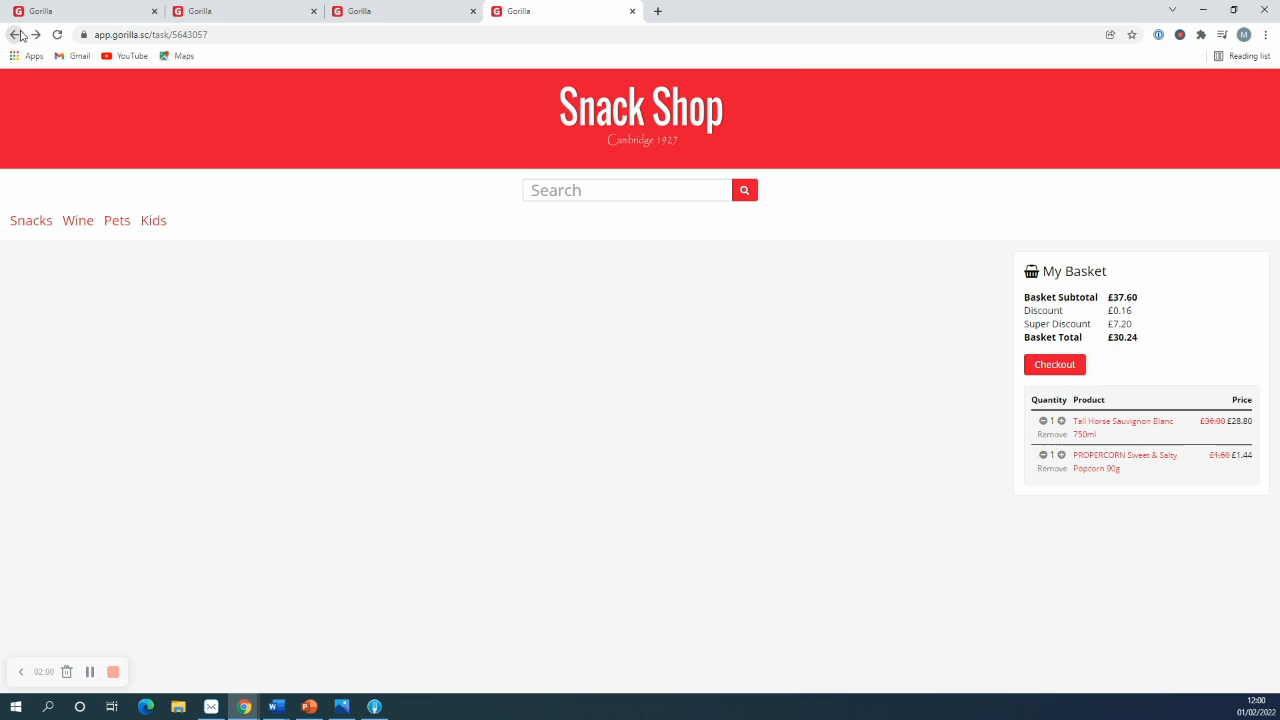 Gorilla
Gorilla
Gorilla
Gorilla
app.gorilla.sc/task/5643057
M
Apps Gmail YouTube Maps Reading list
Snack Shop
Cambridge 1927
Search
Snacks Wine Pets Kids
My Basket
Basket Subtotal £37.60
Discount £0.16
Super Discount £7.20
Basket Total £30.24
Checkout
Quantity Product Price
1 Tall Horse Sauvignon Blanc £36.00 £28.80
Remove 750ml
1 PROPERCORN Sweet & Salty £1.60 £1.44
Remove Popcorn 90g
02:00
12:00
01/02/2022